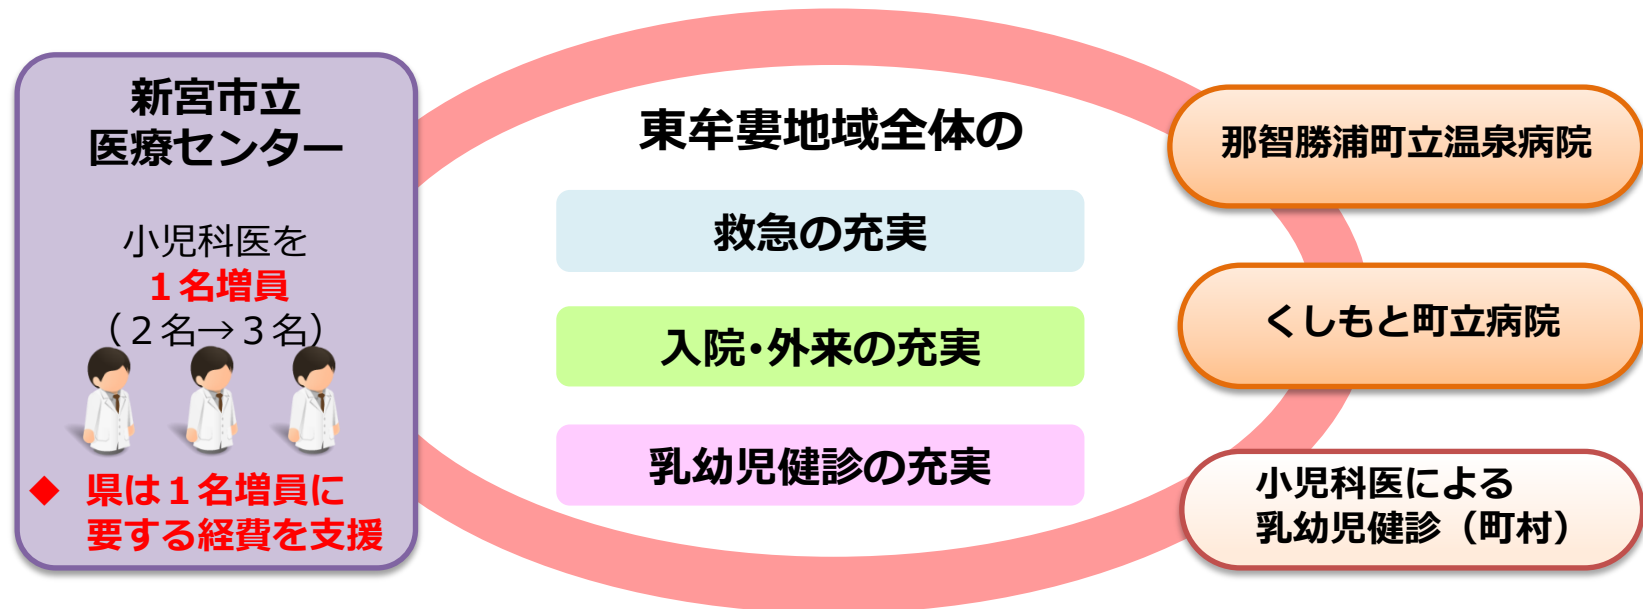 新宮市立
医療センター
小児科医を
１名増員
（２名→３名）
◆ 県は１名増員に
要する経費を支援
東牟婁地域全体の
救急の充実
入院・外来の充実
乳幼児健診の充実
那智勝浦町立温泉病院
くしもと町立病院
小児科医による
乳幼児健診（町村）